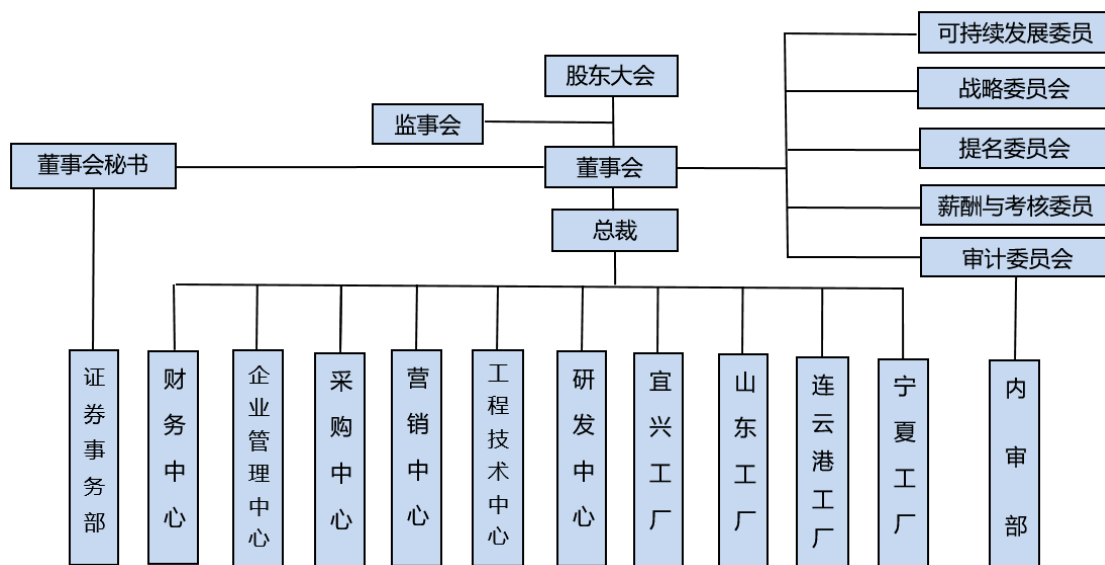 可持续发展委员
股东大会
战略委员会
监事会
提名委员会
董事会秘书
董事会
薪酬与考核委员
总裁
审计委员会
证券事务部
财务中心
企业管理中心
采购中心
营销中心
工程技术中心
研发中心
宜兴工厂
山东工厂
连云港工厂
宁夏工厂
内审部